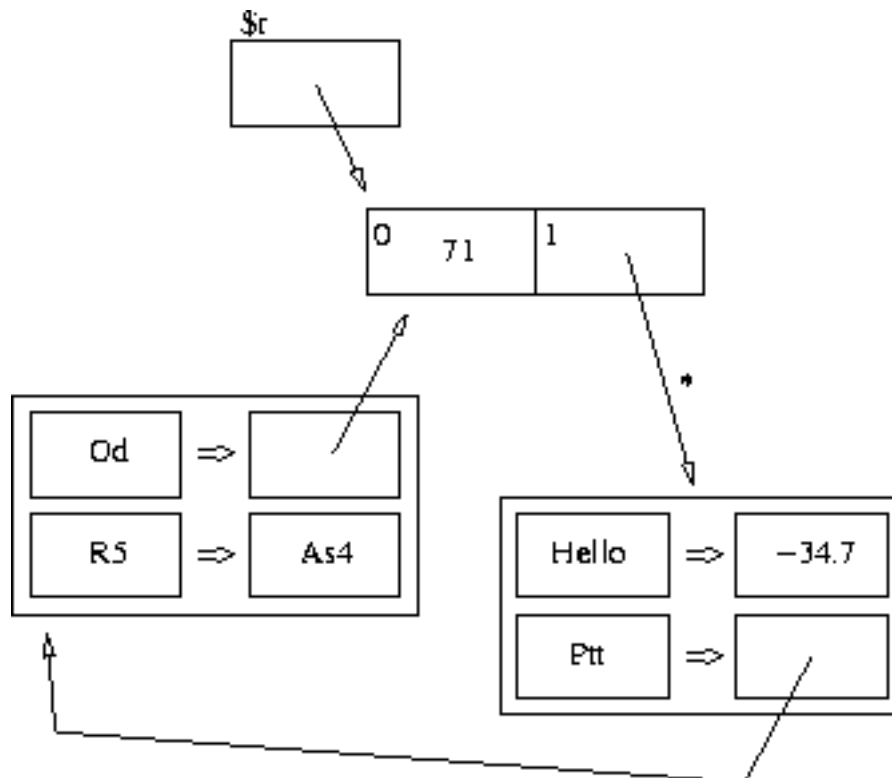 $r
0 71 1
*
Od ⇒
R5 ⇒ As4
Hello ⇒ −34.7
Ptt ⇒